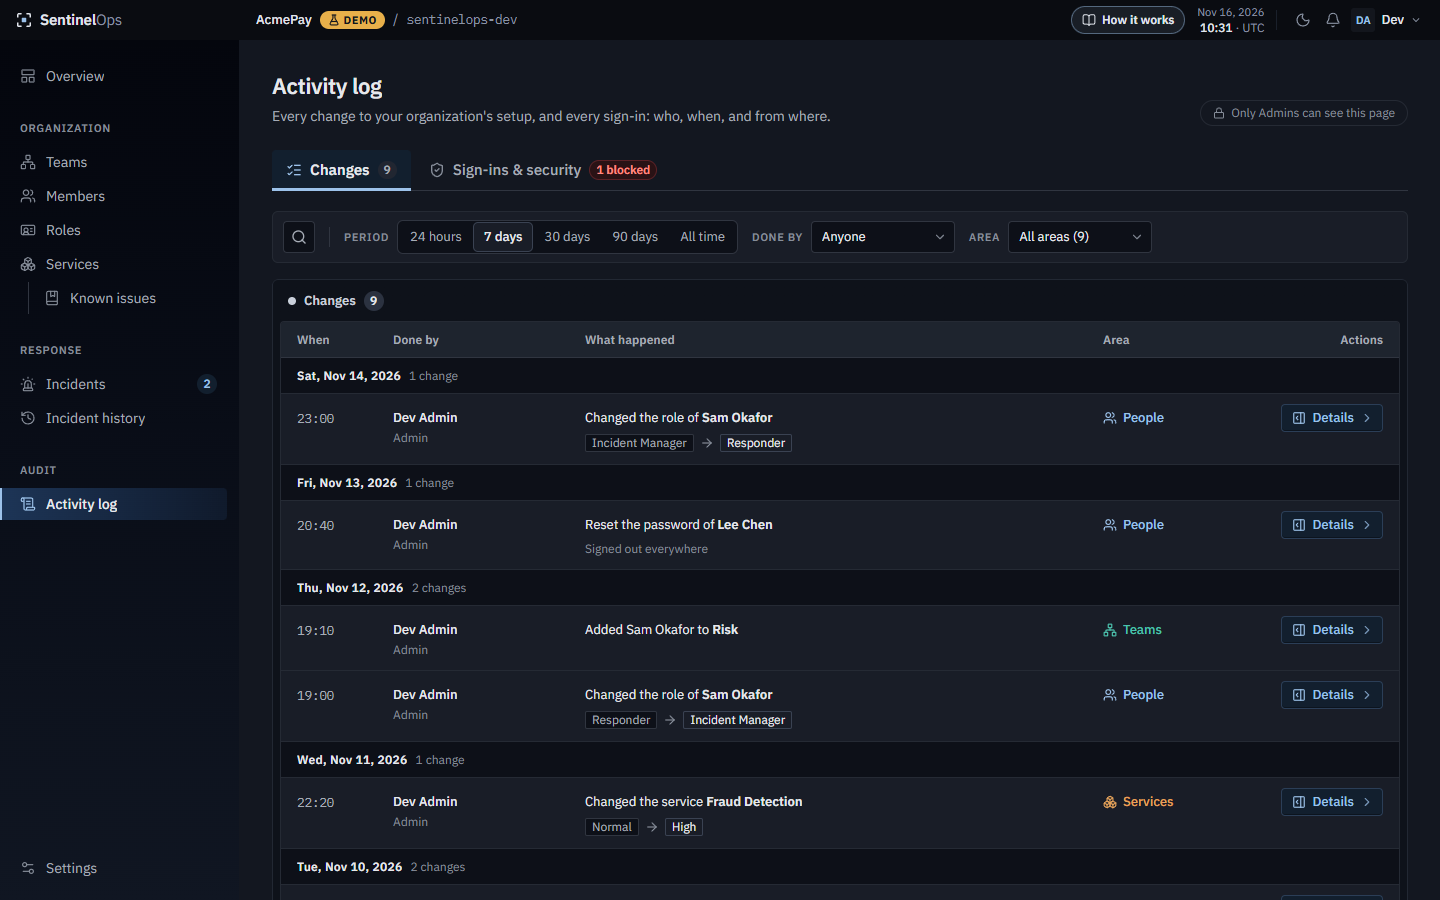 SentinelOps
AcmePay DEMO / sentinelops-dev
How it works
Nov 16, 2026
10:31 · UTC
DA Dev
Overview
ORGANIZATION
Teams
Members
Roles
Services
Known issues
RESPONSE
Incidents 2
Incident history
AUDIT
Activity log
Settings
Activity log
Every change to your organization's setup, and every sign-in: who, when, and from where.
Only Admins can see this page
Changes 9
Sign-ins & security 1 blocked
PERIOD 24 hours 7 days 30 days 90 days All time DONE BY Anyone AREA All areas (9)
Changes 9
When Done by What happened Area Actions
Sat, Nov 14, 2026 1 change
23:00 Dev Admin Changed the role of Sam Okafor People Details
Admin Incident Manager → Responder
Fri, Nov 13, 2026 1 change
20:40 Dev Admin Reset the password of Lee Chen People Details
Admin Signed out everywhere
Thu, Nov 12, 2026 2 changes
19:10 Dev Admin Added Sam Okafor to Risk Teams Details
Admin
19:00 Dev Admin Changed the role of Sam Okafor People Details
Admin Responder → Incident Manager
Wed, Nov 11, 2026 1 change
22:20 Dev Admin Changed the service Fraud Detection Services Details
Admin Normal → High
Tue, Nov 10, 2026 2 changes